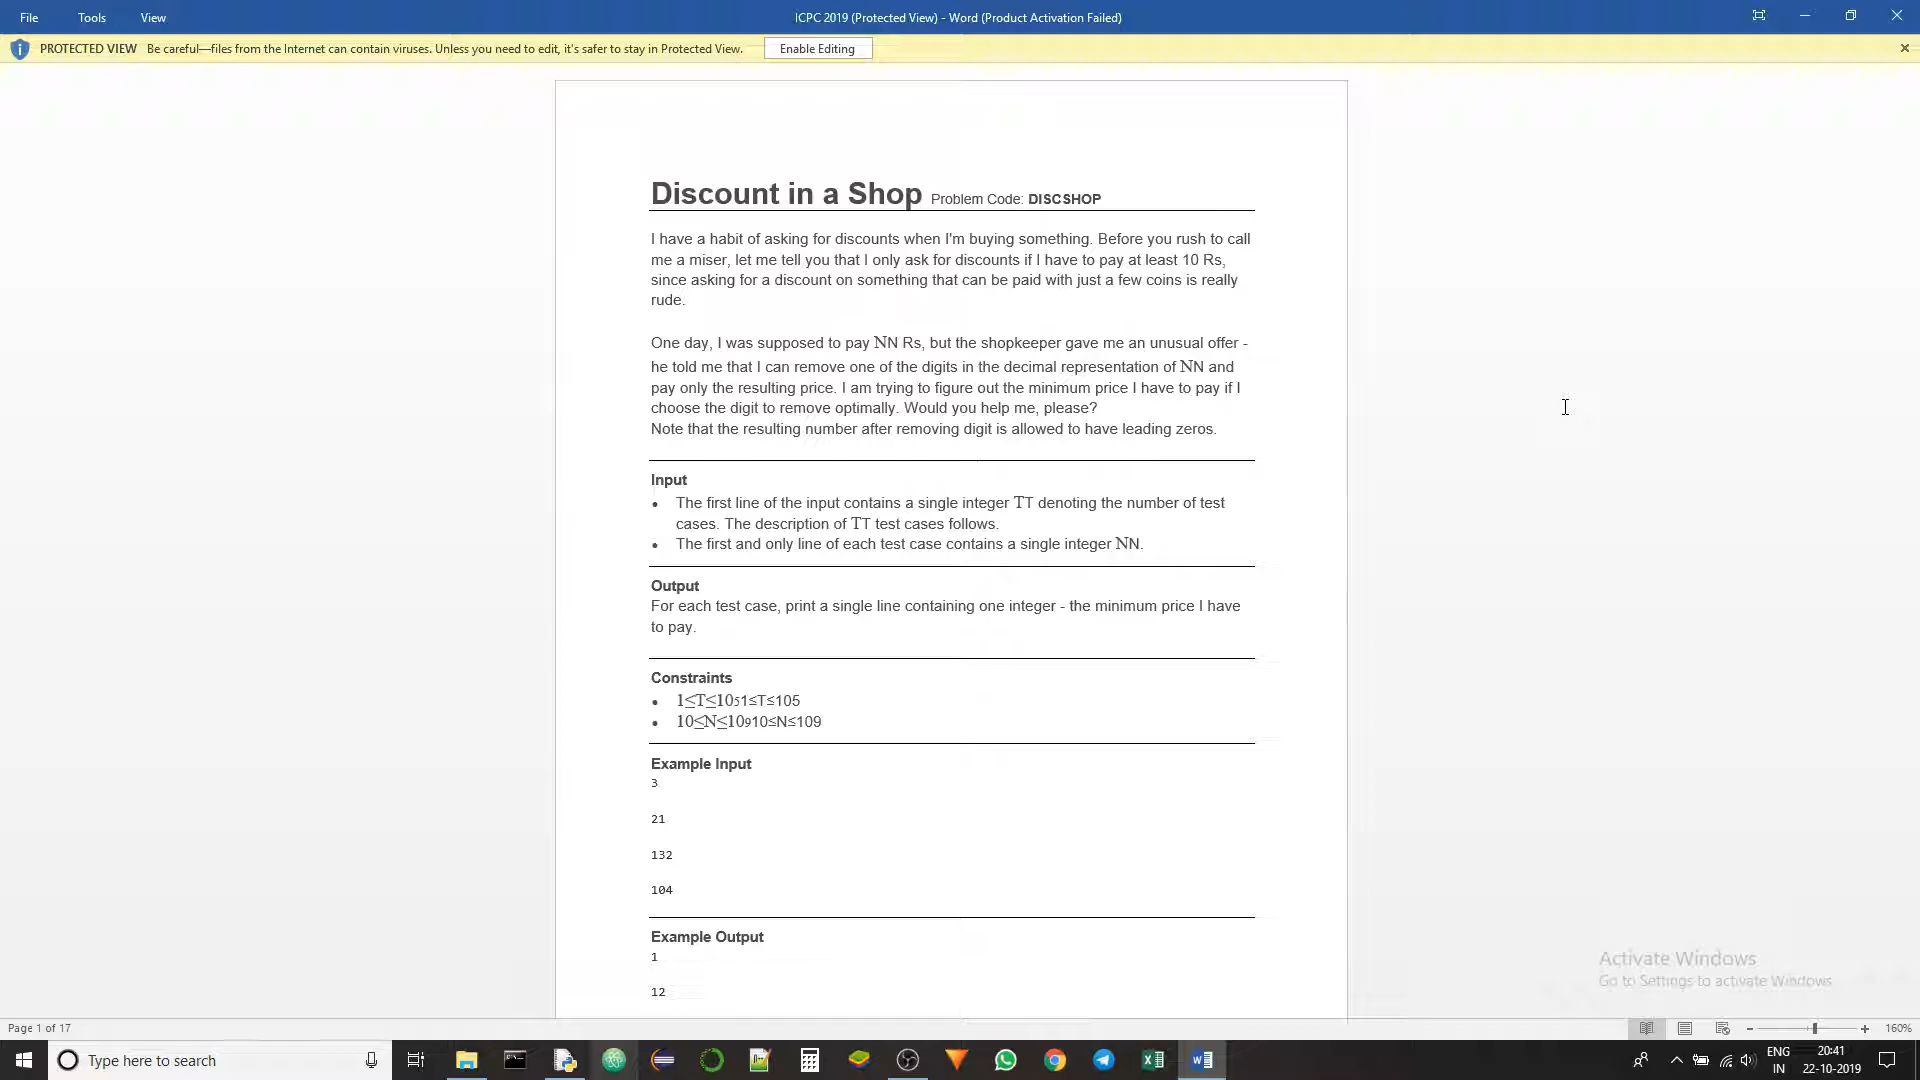 File Tools View ICPC 2019 (Protected View) - Word (Product Activation Failed)
PROTECTED VIEW Be careful—files from the Internet can contain viruses. Unless you need to edit, it's safer to stay in Protected View. Enable Editing
Discount in a Shop Problem Code: DISCSHOP
I have a habit of asking for discounts when I'm buying something. Before you rush to call
me a miser, let me tell you that I only ask for discounts if I have to pay at least 10 Rs,
since asking for a discount on something that can be paid with just a few coins is really
rude.
One day, I was supposed to pay NN Rs, but the shopkeeper gave me an unusual offer -
he told me that I can remove one of the digits in the decimal representation of NN and
pay only the resulting price. I am trying to figure out the minimum price I have to pay if I
choose the digit to remove optimally. Would you help me, please?
Note that the resulting number after removing digit is allowed to have leading zeros.
Input
• The first line of the input contains a single integer TT denoting the number of test
cases. The description of TT test cases follows.
• The first and only line of each test case contains a single integer NN.
Output
For each test case, print a single line containing one integer - the minimum price I have
to pay.
Constraints
• 1≤T≤1051≤T≤105
• 10≤N≤10910≤N≤109
Example Input
3
21
132
104
Example Output
1
12
Activate Windows
Go to Settings to activate Windows.
Page 1 of 17 160%
Type here to search ENG IN 20:41 22-10-2019